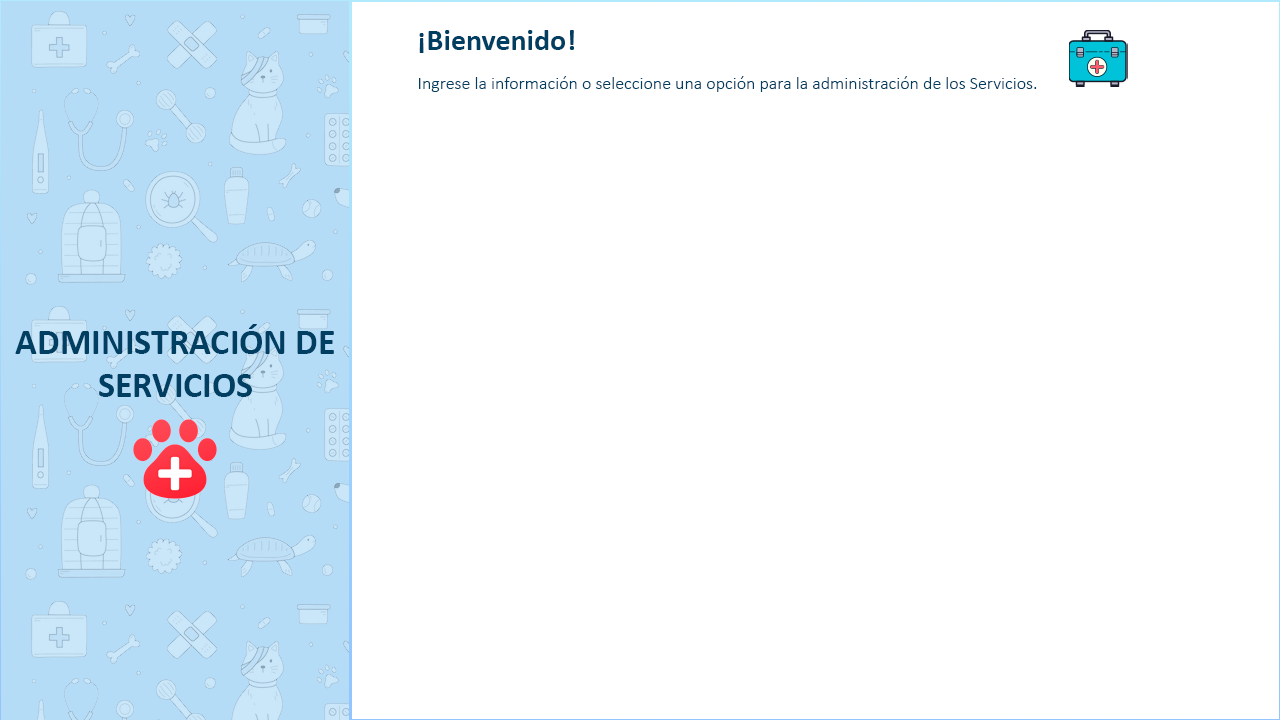 ¡Bienvenido!
Ingrese la información o seleccione una opción para la administración de los Servicios.
ADMINISTRACIÓN DE
SERVICIOS